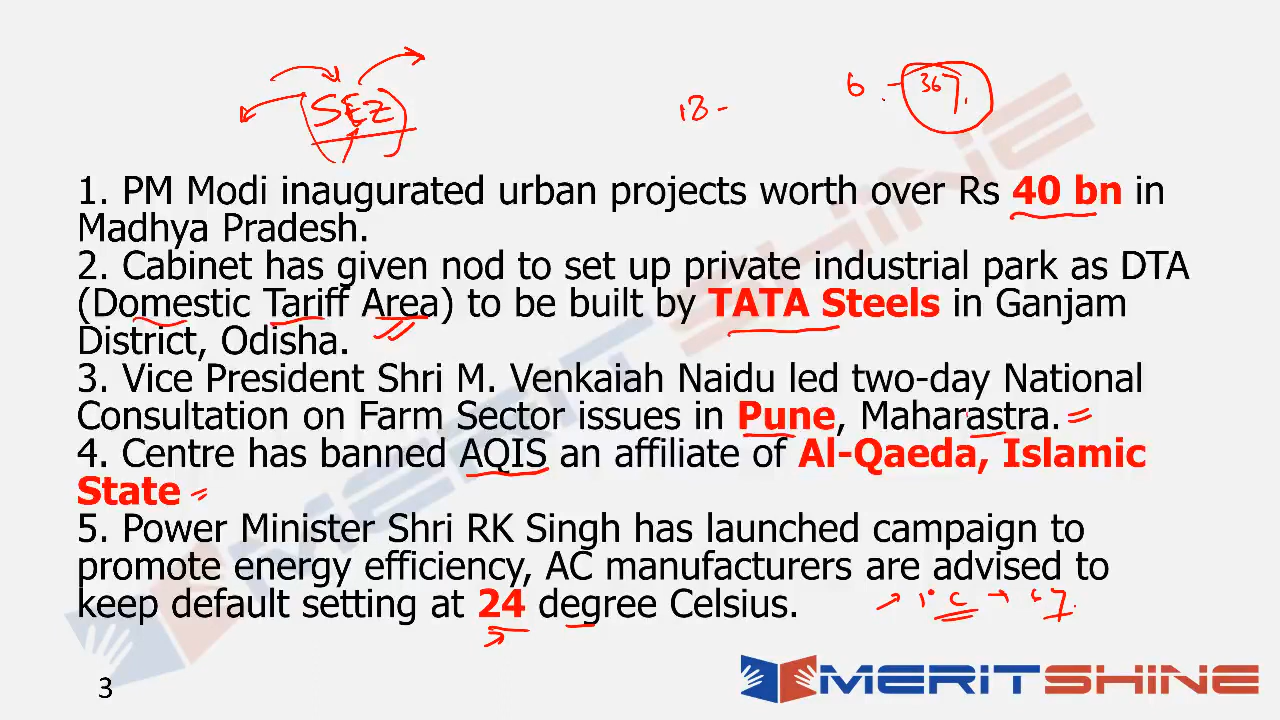 SEZ
18 -
6 - 36%
1. PM Modi inaugurated urban projects worth over Rs 40 bn in
Madhya Pradesh.
2. Cabinet has given nod to set up private industrial park as DTA
(Domestic Tariff Area) to be built by TATA Steels in Ganjam
District, Odisha.
3. Vice President Shri M. Venkaiah Naidu led two-day National
Consultation on Farm Sector issues in Pune, Maharastra.
4. Centre has banned AQIS an affiliate of Al-Qaeda, Islamic
State
5. Power Minister Shri RK Singh has launched campaign to
promote energy efficiency, AC manufacturers are advised to
keep default setting at 24 degree Celsius.
1° C → 6%
3
MERITSHINE
MERITSHINE